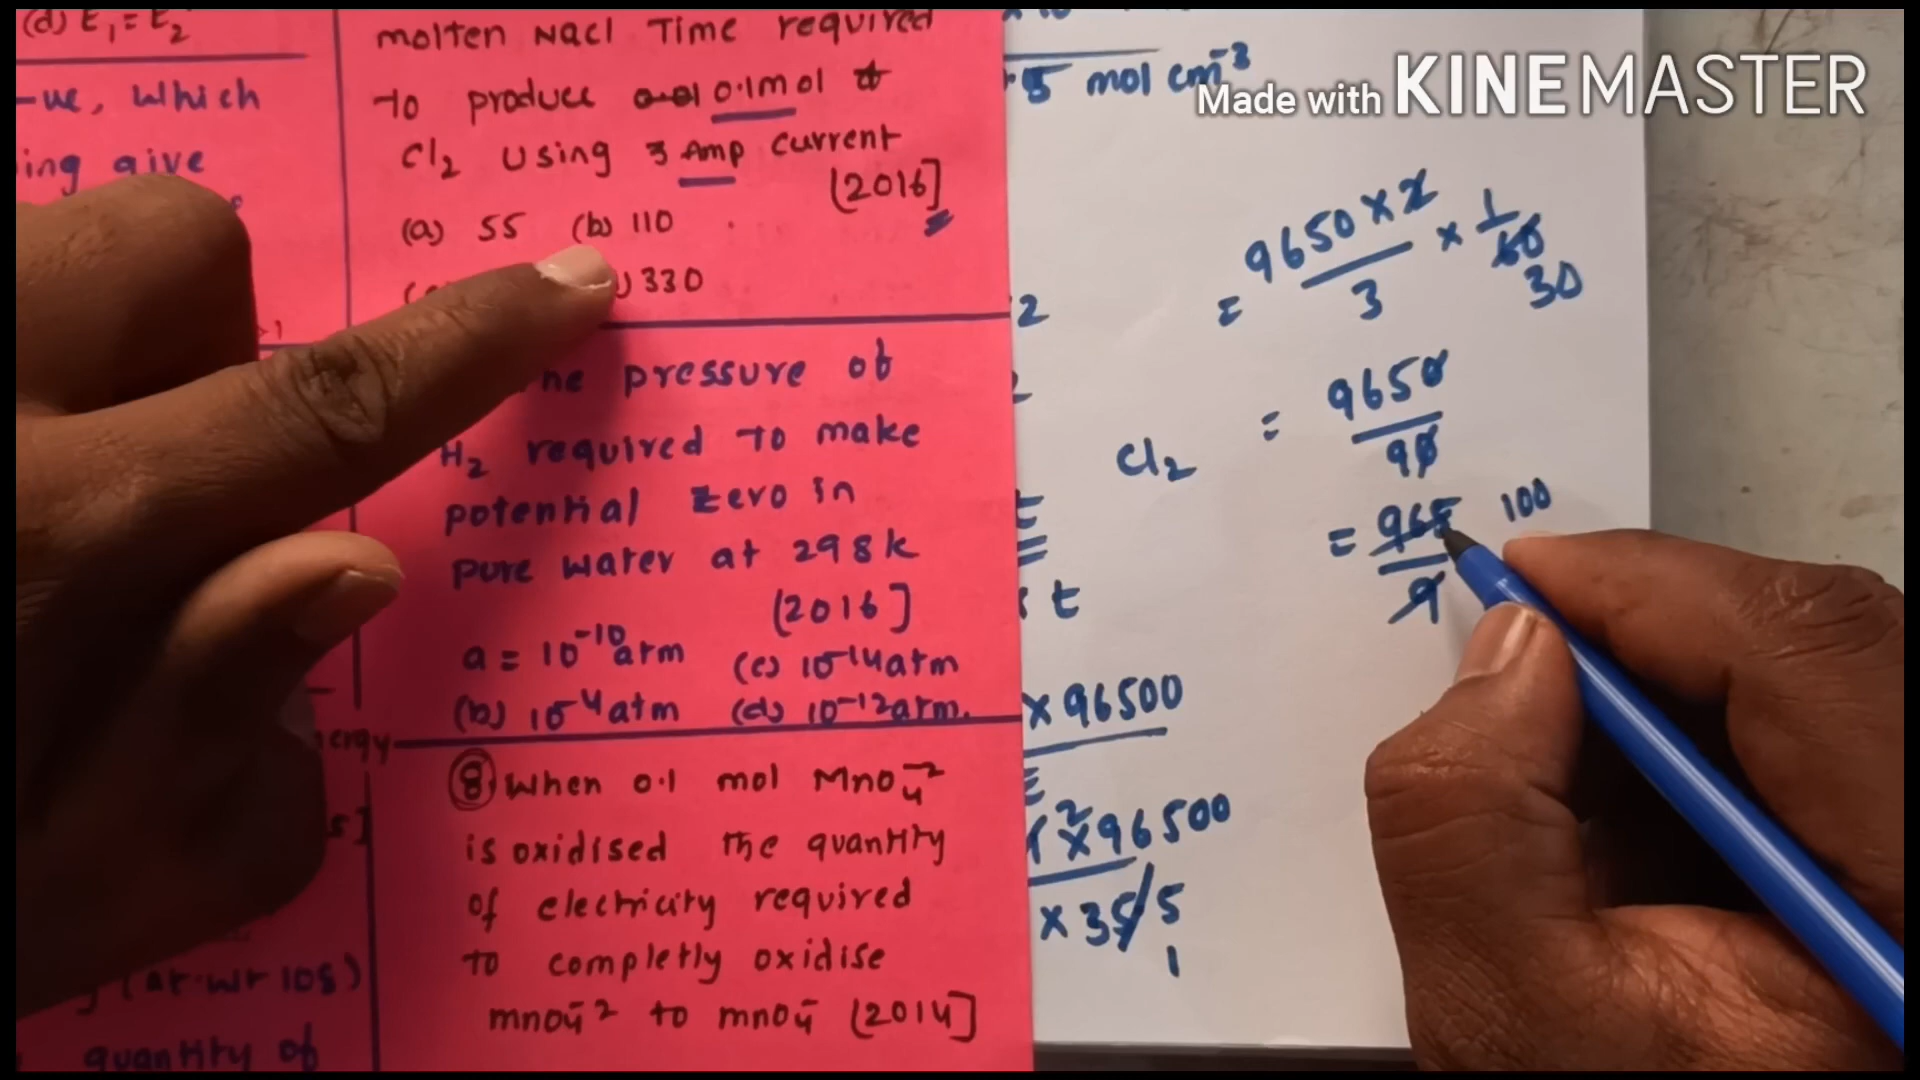 (d) E₁ = E₂
-ve, which
ing give
molten Nacl Time required
to produce 0.1mol
Cl₂ using 3 Amp current
[2016]
(a) 55 (b) 110
) 330
pressure of
H₂ required to make
potential zero in
pure water at 298k
[2016]
a = 10⁻¹⁰ atm (c) 10⁻¹⁴ atm
(b) 10⁻⁴ atm (d) 10⁻¹² atm.
(8) When 0.1 mol Mno₄⁻²
is oxidised the quantity
of electricity required
to completly oxidise
mno₄⁻² to mno₄⁻ [2014]
(at.wt 108)
quantity of
mol cm⁻³
Made with KINEMASTER
= 9650 × 2 / 3 × 1 / 60
30
2
Cl₂ = 9650 / 90
= 965 / 9 100
t
t
× 96500
2 × 96500
× 35.5
1